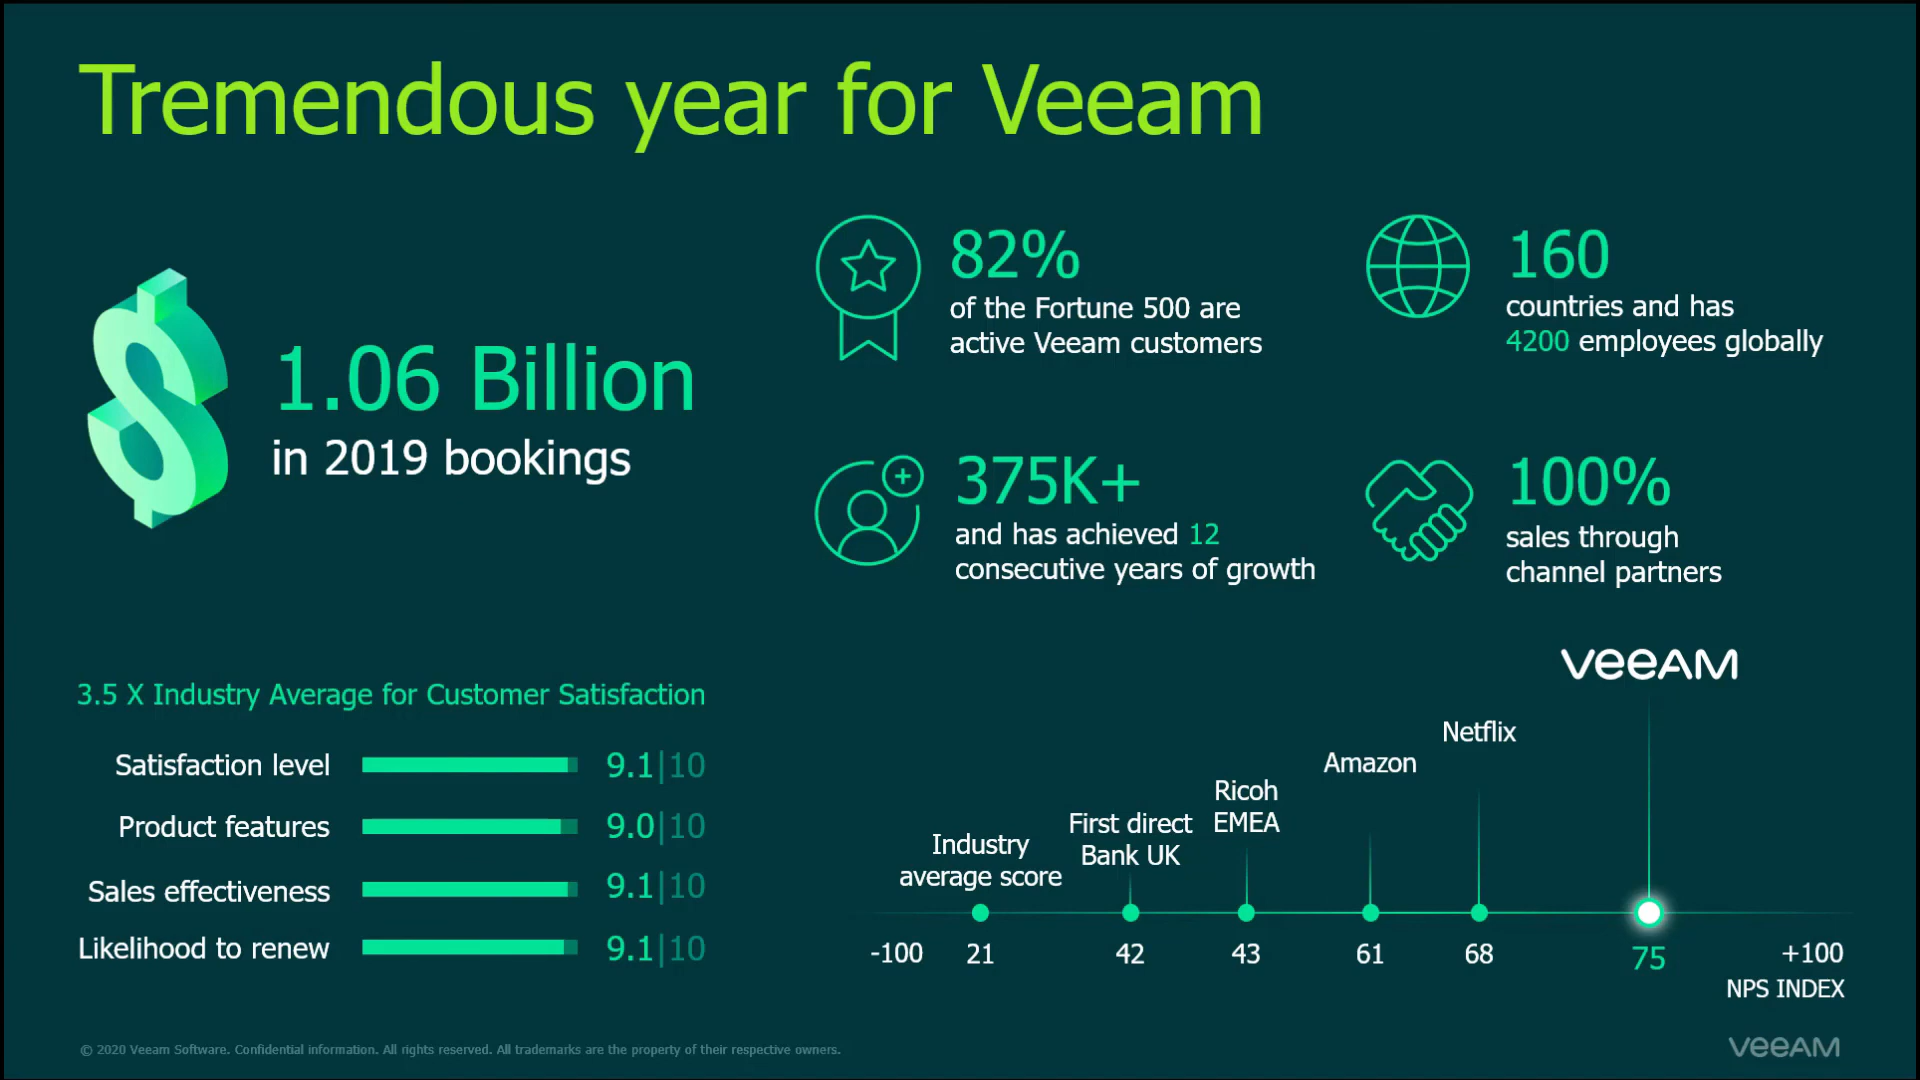 Tremendous year for Veeam
$
1.06 Billion
in 2019 bookings
82%
of the Fortune 500 are
active Veeam customers
160
countries and has
4200 employees globally
375K+
and has achieved 12
consecutive years of growth
100%
sales through
channel partners
3.5 X Industry Average for Customer Satisfaction
Satisfaction level 9.1|10
Product features 9.0|10
Sales effectiveness 9.1|10
Likelihood to renew 9.1|10
veeAM
Netflix
Amazon
Ricoh
EMEA
First direct
Bank UK
Industry
average score
-100 21 42 43 61 68 75 +100
NPS INDEX
© 2020 Veeam Software. Confidential information. All rights reserved. All trademarks are the property of their respective owners.
veeAM